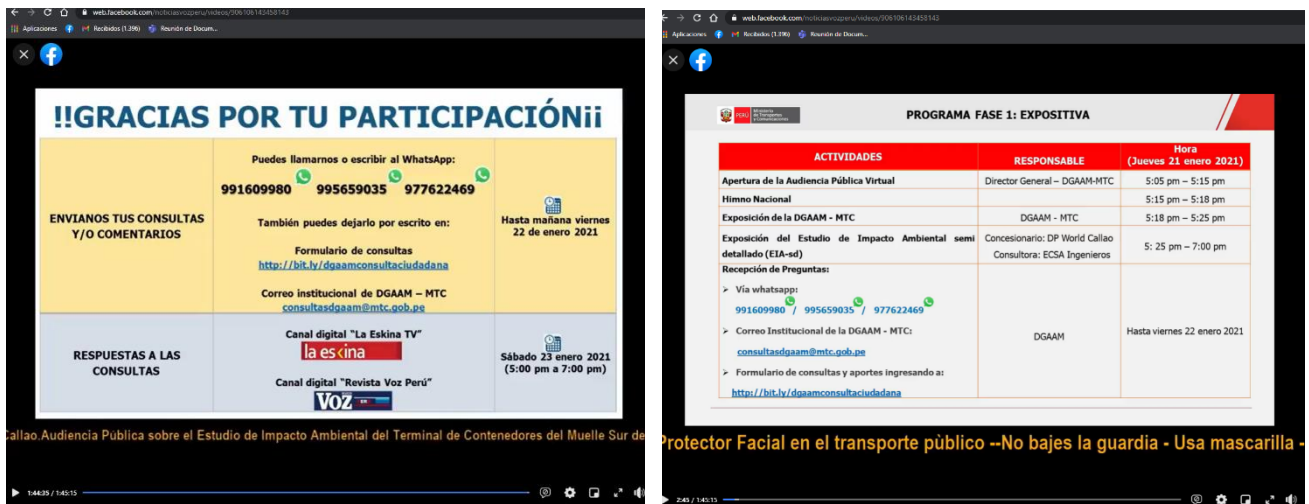 web.facebook.com/noticiasvozperu/videos/906106143458143
Aplicaciones Recibidos (1.396) Reunión de Docum...
!!GRACIAS POR TU PARTICIPACIÓN¡¡
ENVIANOS TUS CONSULTAS
Y/O COMENTARIOS
Puedes llamarnos o escribir al WhatsApp:
991609980 995659035 977622469
También puedes dejarlo por escrito en:
Formulario de consultas
http://bit.ly/dgaamconsultaciudadana
Correo institucional de DGAAM – MTC
consultasdgaam@mtc.gob.pe
Hasta mañana viernes
22 de enero 2021
RESPUESTAS A LAS
CONSULTAS
Canal digital "La Eskina TV"
la eskina
Canal digital "Revista Voz Perú"
Voz
Sábado 23 enero 2021
(5:00 pm a 7:00 pm)
Callao.Audiencia Pública sobre el Estudio de Impacto Ambiental del Terminal de Contenedores del Muelle Sur de
1:44:35 / 1:45:15
web.facebook.com/noticiasvozperu/videos/906106143458143
Aplicaciones Recibidos (1.396) Reunión de Docum...
PERÚ Ministerio
de Transportes
y Comunicaciones
PROGRAMA FASE 1: EXPOSITIVA
ACTIVIDADES RESPONSABLE Hora
(Jueves 21 enero 2021)
Apertura de la Audiencia Pública Virtual Director General – DGAAM-MTC 5:05 pm – 5:15 pm
Himno Nacional 5:15 pm – 5:18 pm
Exposición de la DGAAM - MTC DGAAM - MTC 5:18 pm – 5:25 pm
Exposición del Estudio de Impacto Ambiental semi
detallado (EIA-sd)
Concesionario: DP World Callao
Consultora: ECSA Ingenieros
5: 25 pm – 7:00 pm
Recepción de Preguntas:
➢ Vía whatsapp:
991609980 / 995659035 / 977622469
➢ Correo Institucional de la DGAAM - MTC:
consultasdgaam@mtc.gob.pe
➢ Formulario de consultas y aportes ingresando a:
http://bit.ly/dgaamconsultaciudadana
DGAAM
Hasta viernes 22 enero 2021
Protector Facial en el transporte pùblico --No bajes la guardia - Usa mascarilla -
2:45 / 1:45:15